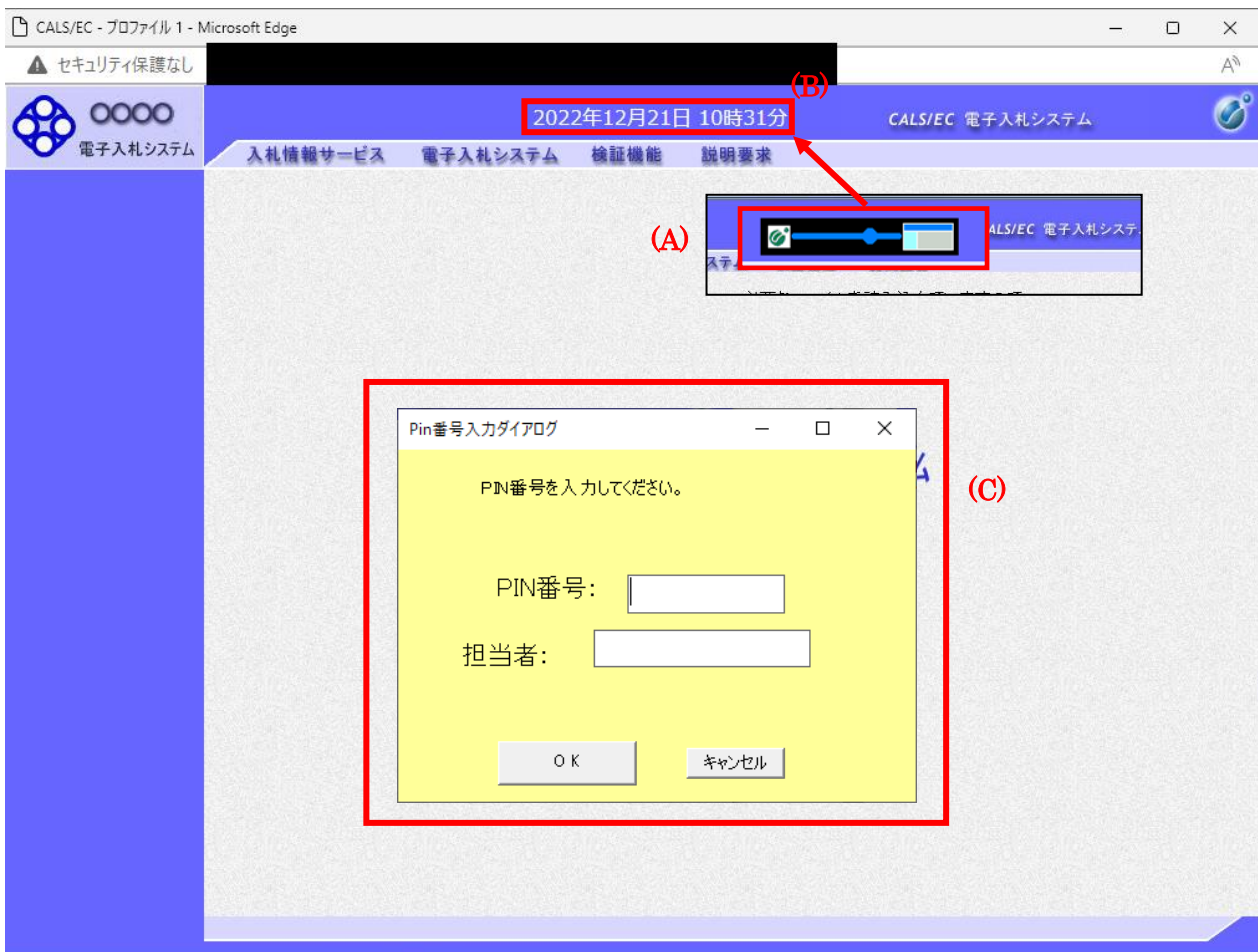 CALS/EC - プロファイル 1 - Microsoft Edge
セキュリティ保護なし
A
(B)
OOOO
電子入札システム
2022年12月21日 10時31分
CALS/EC 電子入札システム
入札情報サービス 電子入札システム 検証機能 説明要求
(A)
ALS/EC 電子入札システ
ステ
Pin番号入力ダイアログ
PIN番号を入力してください。
ム
(C)
PIN番号:
担当者:
OK
キャンセル